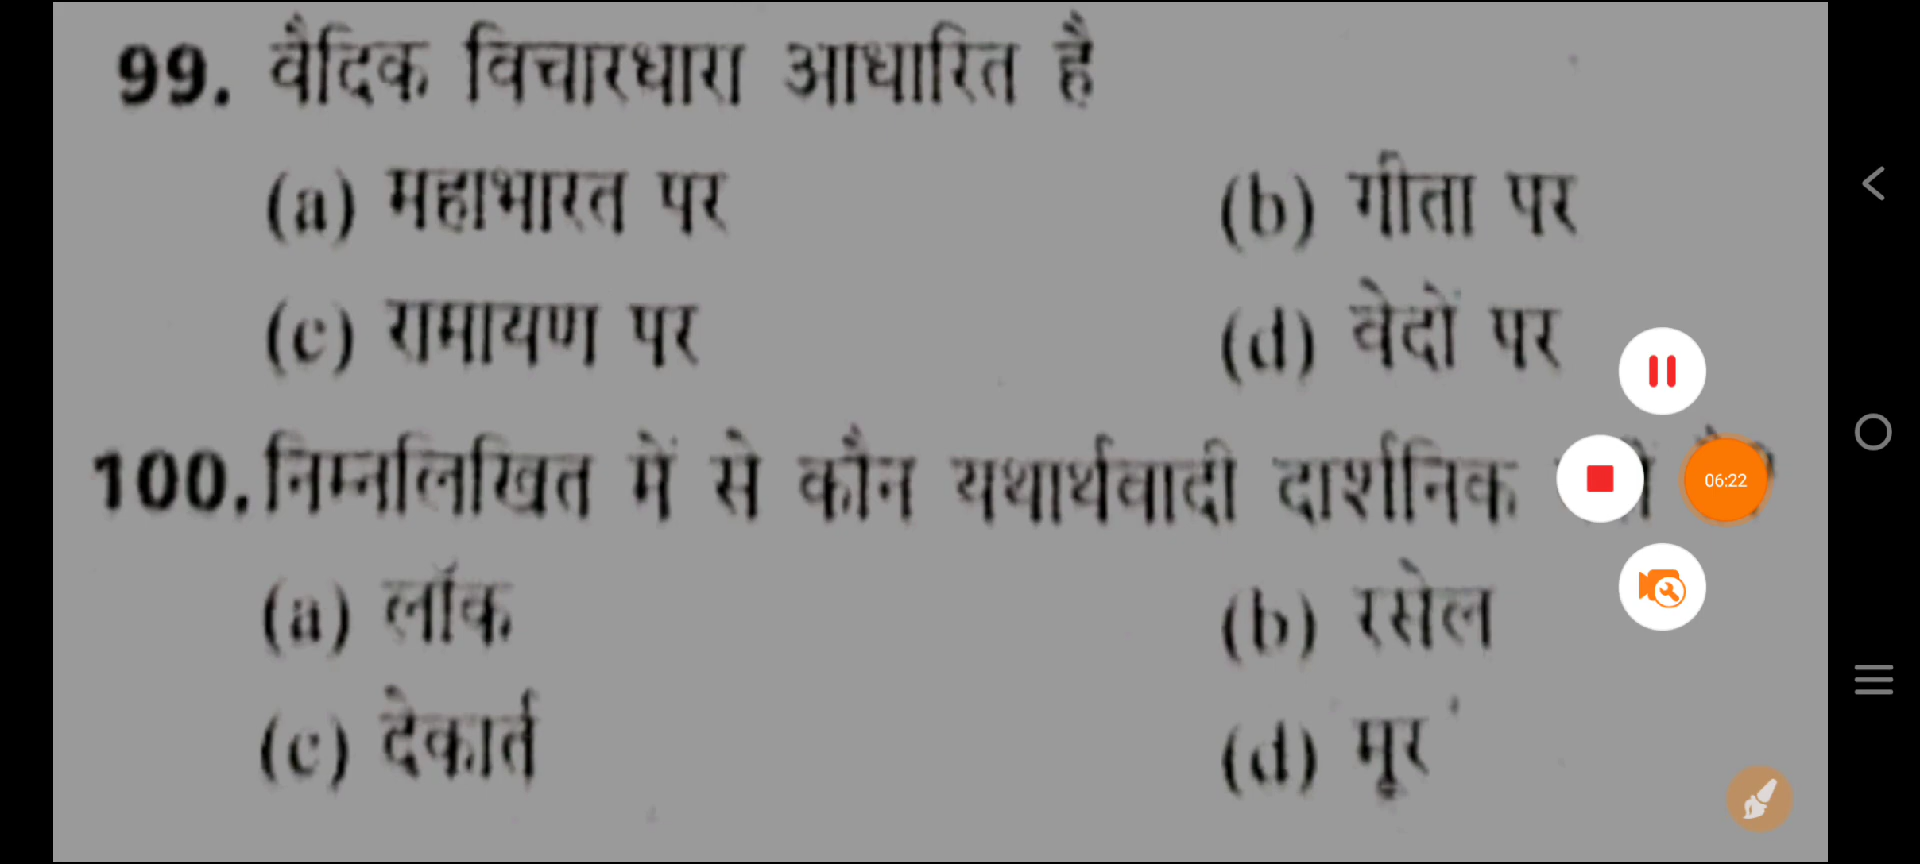 99. वैदिक विचारधारा आधारित है
(a) महाभारत पर (b) गीता पर
(c) रामायण पर (d) वेदों पर
100. निम्नलिखित में से कौन यथार्थवादी दार्शनिक
(a) लॉक (b) रसेल
(c) देकार्त (d) मूर
06:22